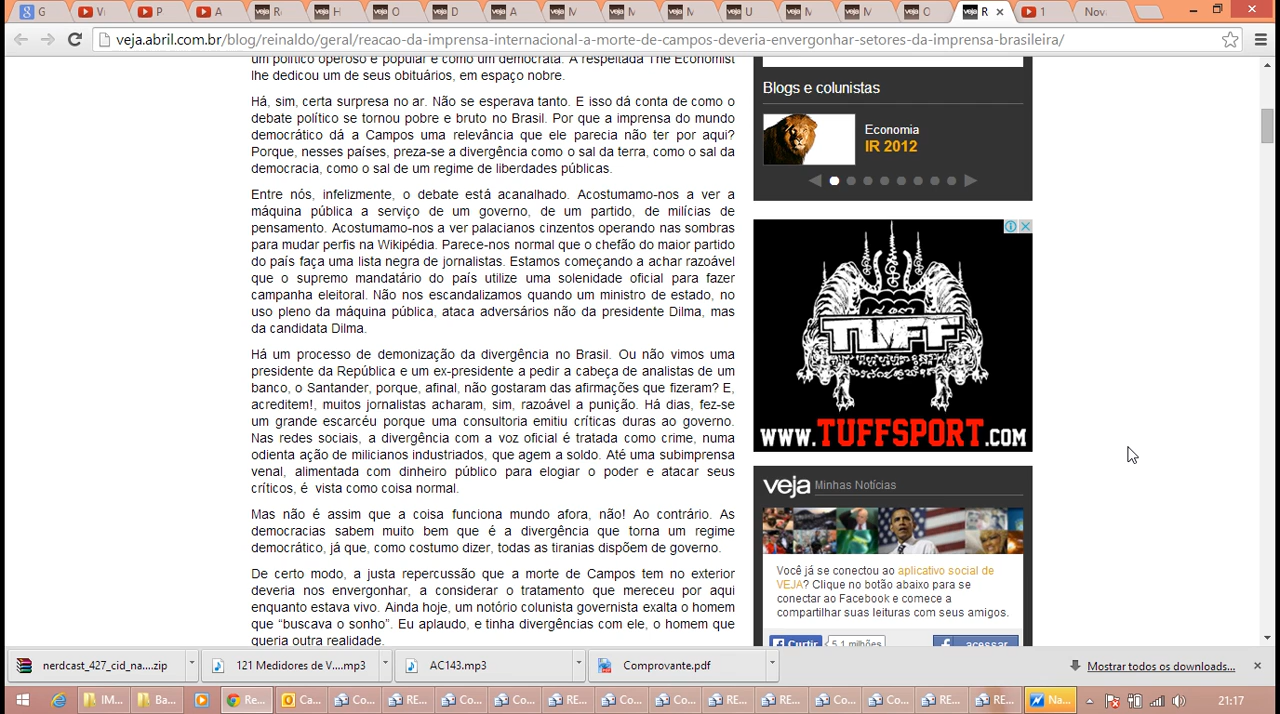 G
V
P
A
R
H
O
D
A
M
M
M
U
M
M
O
R
1
Nov
veja.abril.com.br/blog/reinaldo/geral/reacao-da-imprensa-internacional-a-morte-de-campos-deveria-envergonhar-setores-da-imprensa-brasileira/
um político operoso e popular e como um democrata. A respeitada The Economist
lhe dedicou um de seus obituários, em espaço nobre.
Há, sim, certa surpresa no ar. Não se esperava tanto. E isso dá conta de como o
debate político se tornou pobre e bruto no Brasil. Por que a imprensa do mundo
democrático dá a Campos uma relevância que ele parecia não ter por aqui?
Porque, nesses países, preza-se a divergência como o sal da terra, como o sal da
democracia, como o sal de um regime de liberdades públicas.
Entre nós, infelizmente, o debate está acanalhado. Acostumamo-nos a ver a
máquina pública a serviço de um governo, de um partido, de milícias de
pensamento. Acostumamo-nos a ver palacianos cinzentos operando nas sombras
para mudar perfis na Wikipédia. Parece-nos normal que o chefão do maior partido
do país faça uma lista negra de jornalistas. Estamos começando a achar razoável
que o supremo mandatário do país utilize uma solenidade oficial para fazer
campanha eleitoral. Não nos escandalizamos quando um ministro de estado, no
uso pleno da máquina pública, ataca adversários não da presidente Dilma, mas
da candidata Dilma.
Há um processo de demonização da divergência no Brasil. Ou não vimos uma
presidente da República e um ex-presidente a pedir a cabeça de analistas de um
banco, o Santander, porque, afinal, não gostaram das afirmações que fizeram? E,
acreditem!, muitos jornalistas acharam, sim, razoável a punição. Há dias, fez-se
um grande escarcéu porque uma consultoria emitiu críticas duras ao governo.
Nas redes sociais, a divergência com a voz oficial é tratada como crime, numa
odienta ação de milicianos industriados, que agem a soldo. Até uma subimprensa
venal, alimentada com dinheiro público para elogiar o poder e atacar seus
críticos, é vista como coisa normal.
Mas não é assim que a coisa funciona mundo afora, não! Ao contrário. As
democracias sabem muito bem que é a divergência que torna um regime
democrático, já que, como costumo dizer, todas as tiranias dispõem de governo.
De certo modo, a justa repercussão que a morte de Campos tem no exterior
deveria nos envergonhar, a considerar o tratamento que mereceu por aqui
enquanto estava vivo. Ainda hoje, um notório colunista governista exalta o homem
que “buscava o sonho”. Eu aplaudo, e tinha divergências com ele, o homem que
queria outra realidade.
Blogs e colunistas
Economia
IR 2012
TUFF
WWW.TUFFSPORT.COM
veja Minhas Notícias
Você já se conectou ao aplicativo social de
VEJA? Clique no botão abaixo para se
conectar ao Facebook e comece a
compartilhar suas leituras com seus amigos.
Curtir 5,1 milhões acessar
nerdcast_427_cid_na....zip
121 Medidores de V....mp3
AC143.mp3
Comprovante.pdf
Mostrar todos os downloads...
IM...
Ba...
Re...
Ca...
Co...
RE...
Co...
Co...
RE...
Co...
Co...
RE...
RE...
Co...
Co...
RE...
RE...
Na...
21:17